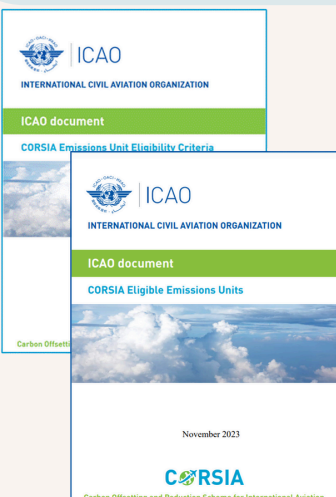 ICAO
INTERNATIONAL CIVIL AVIATION ORGANIZATION
ICAO document
CORSIA Emissions Unit Eligibility Criteria
Carbon Offsetti
ICAO
INTERNATIONAL CIVIL AVIATION ORGANIZATION
ICAO document
CORSIA Eligible Emissions Units
November 2023
CORSIA
Carbon Offsetting and Reduction Scheme for International Aviation